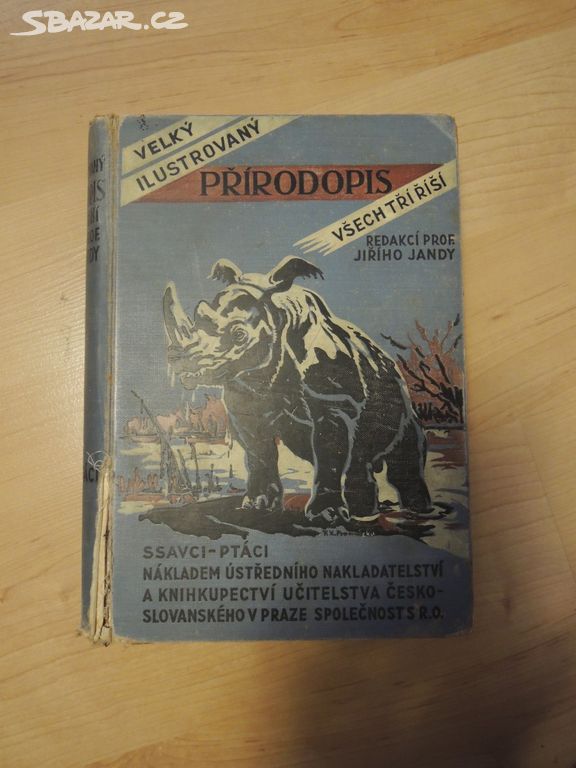 SBAZAR.CZ
VELKÝ
ILUSTROVANÝ
PŘÍRODOPIS
VŠECH TŘÍ ŘÍŠÍ
REDAKCÍ PROF.
JIŘÍHO JANDY
SSAVCI-PTÁCI
NÁKLADEM ÚSTŘEDNÍHO NAKLADATELSTVÍ
A KNIHKUPECTVÍ UČITELSTVA ČESKO-
SLOVANSKÉHO V PRAZE SPOLEČNOST S R.O.